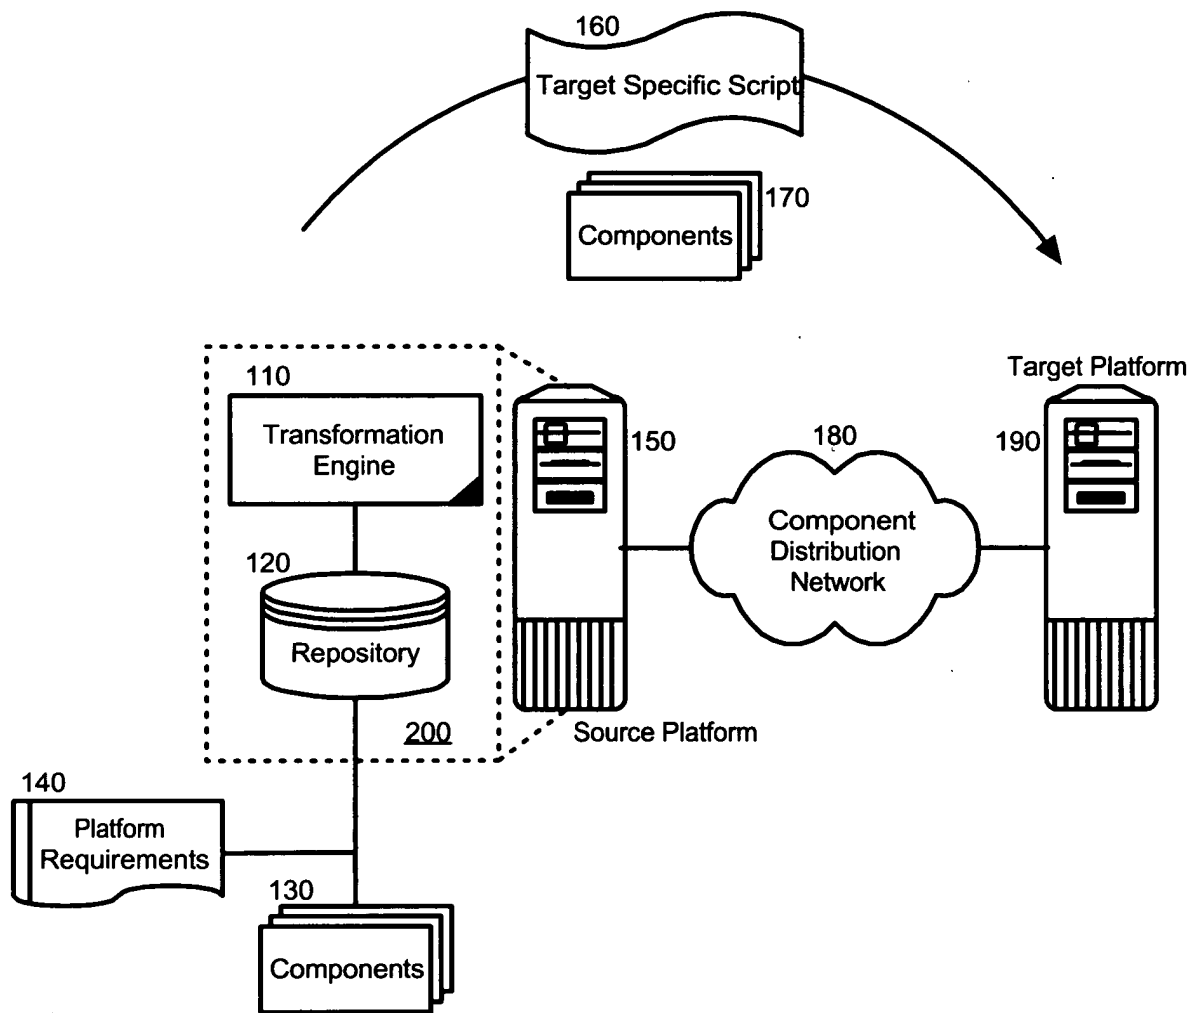 160
Target Specific Script
170
Components
110
Transformation
Engine
120
Repository
200
150
Source Platform
180
Component
Distribution
Network
Target Platform
190
140
Platform
Requirements
130
Components